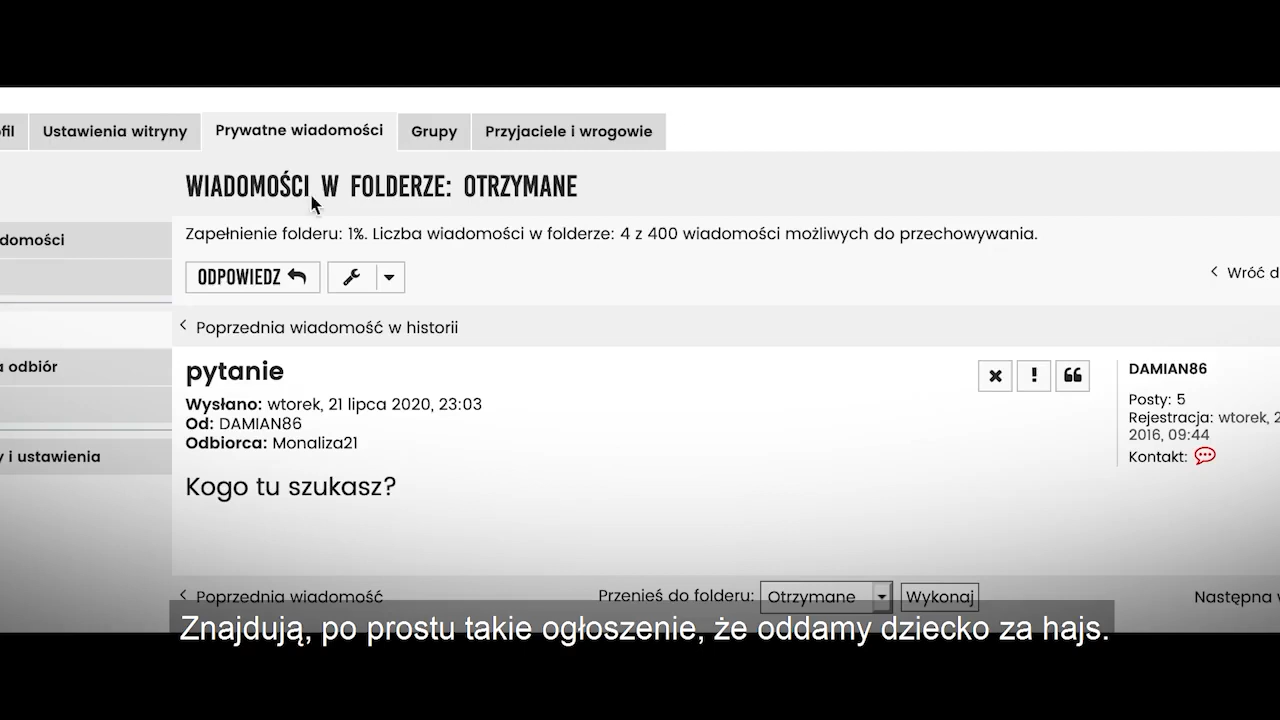 fil
Ustawienia witryny
Prywatne wiadomości
Grupy
Przyjaciele i wrogowie
WIADOMOŚCI W FOLDERZE: OTRZYMANE
domości
Zapełnienie folderu: 1%. Liczba wiadomości w folderze: 4 z 400 wiadomości możliwych do przechowywania.
ODPOWIEDZ
Wróć d
Poprzednia wiadomość w historii
a odbiór
y i ustawienia
pytanie
Wysłano: wtorek, 21 lipca 2020, 23:03
Od: DAMIAN86
Odbiorca: Monaliza21
Kogo tu szukasz?
DAMIAN86
Posty: 5
Rejestracja: wtorek, 2
2016, 09:44
Kontakt:
Poprzednia wiadomość
Przenieś do folderu: Otrzymane Wykonaj
Następna w
Znajdują, po prostu takie ogłoszenie, że oddamy dziecko za hajs.